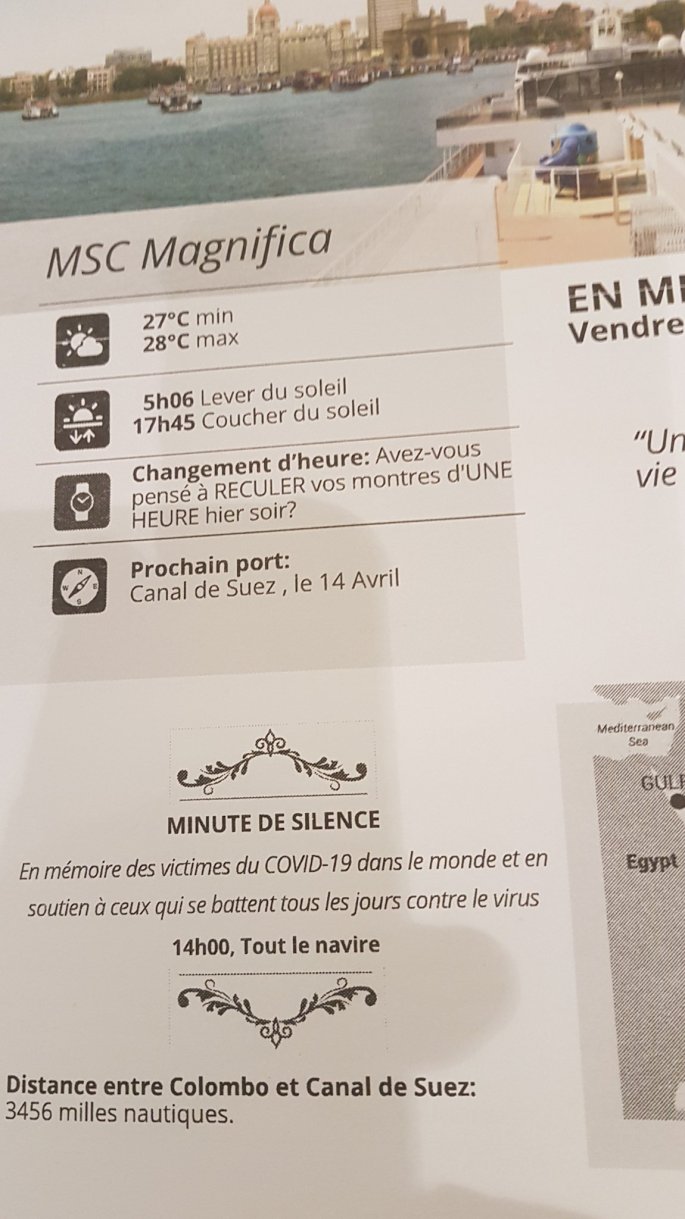 MSC Magnifica
27°C min
28°C max
5h06 Lever du soleil
17h45 Coucher du soleil
Changement d'heure: Avez-vous
pensé à RECULER vos montres d'UNE
HEURE hier soir?
Prochain port:
Canal de Suez , le 14 Avril
EN
"Un
vie
MINUTE DE SILENCE
En mémoire des victimes du COVID-19 dans le monde et en
soutien à ceux qui se battent tous les jours contre le virus
14h00, Tout le navire
Distance entre Colombo et Canal de Suez:
3456 milles nautiques.
Mediterranean
Sea
Egypt
N
W
E
S